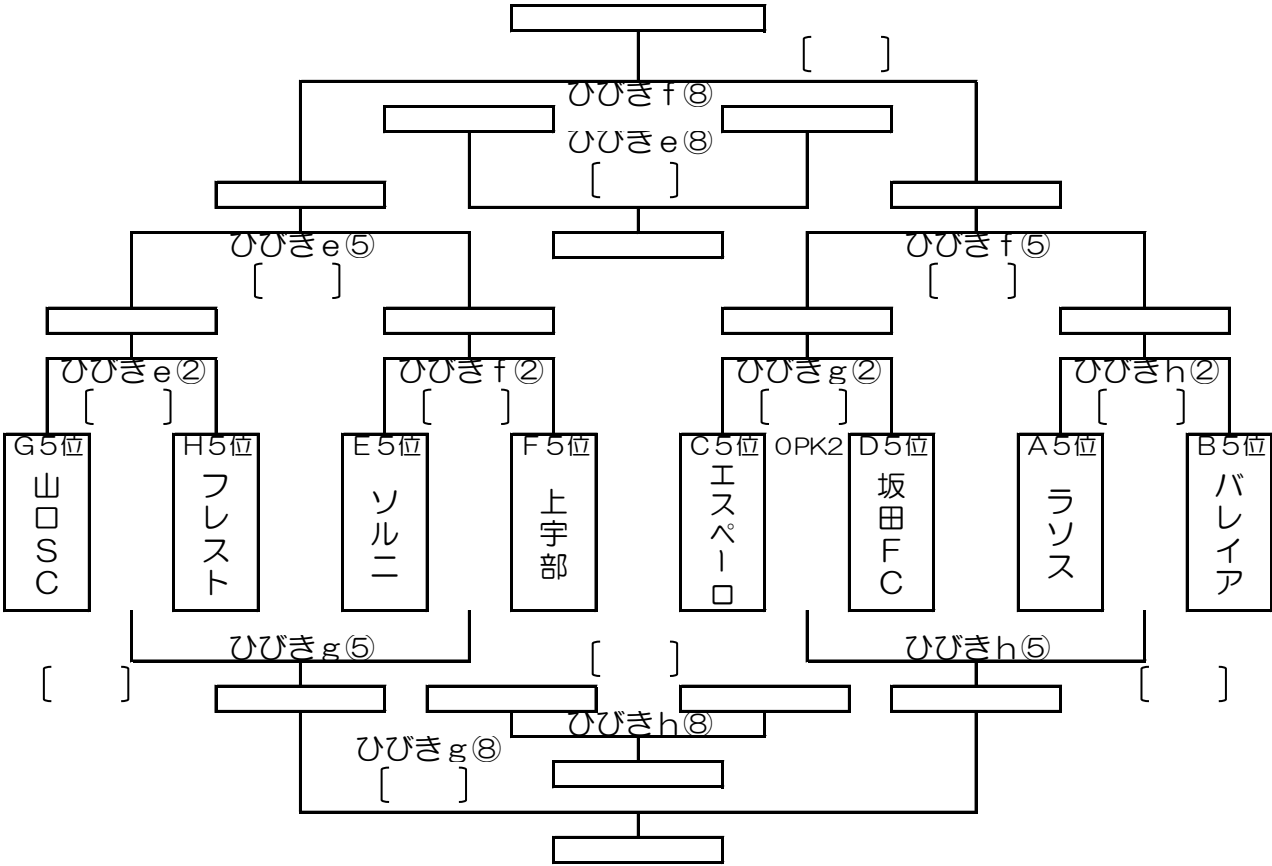 ひびきｆ⑧
ひびきｅ⑧
ひびきｅ⑤
ひびきｆ⑤
ひびきｅ②
ひびきｆ②
ひびきｇ②
ひびきｈ②
Ｇ５位
Ｈ５位
Ｅ５位
Ｆ５位
Ｃ５位
0PK2
Ｄ５位
Ａ５位
Ｂ５位
山口ＳＣ
フレスト
ソルニ
上宇部
エスペーロ
坂田ＦＣ
ラソス
バレイア
ひびきｇ⑤
ひびきｈ⑤
ひびきｈ⑧
ひびきｇ⑧